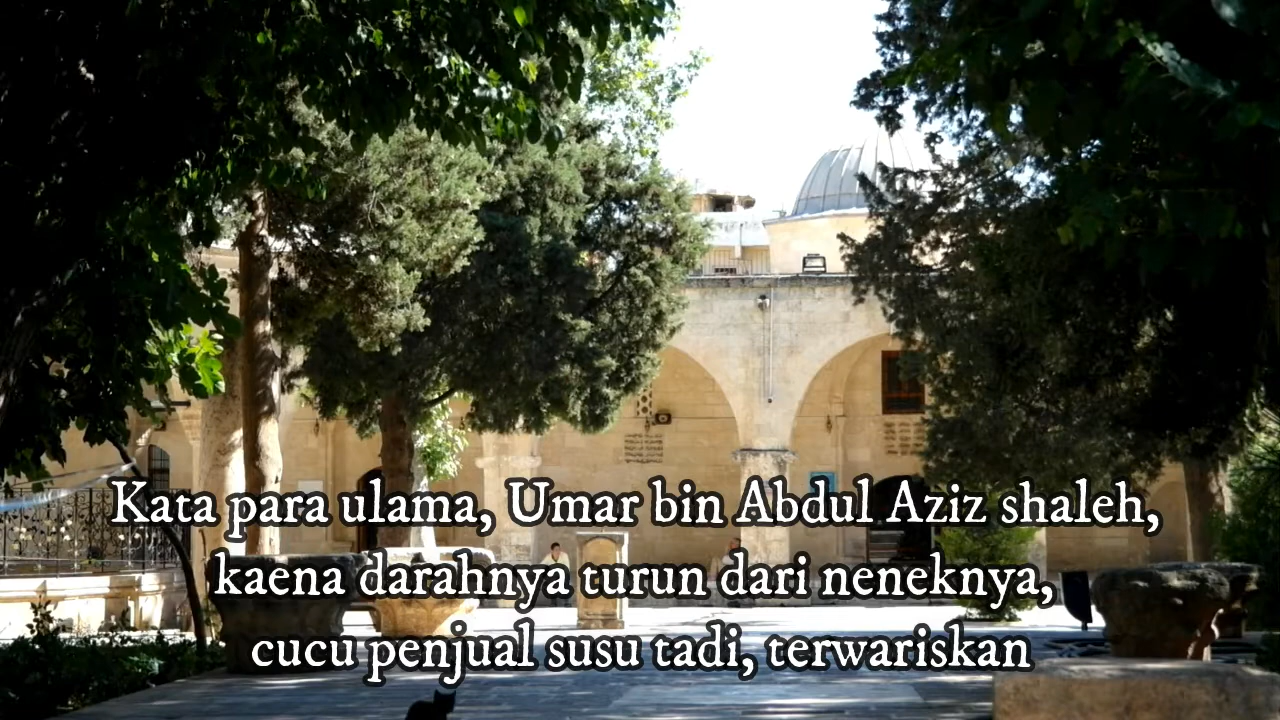 Kata para ulama, Umar bin Abdul Aziz shaleh,
kaena darahnya turun dari neneknya,
cucu penjual susu tadi, terwariskan